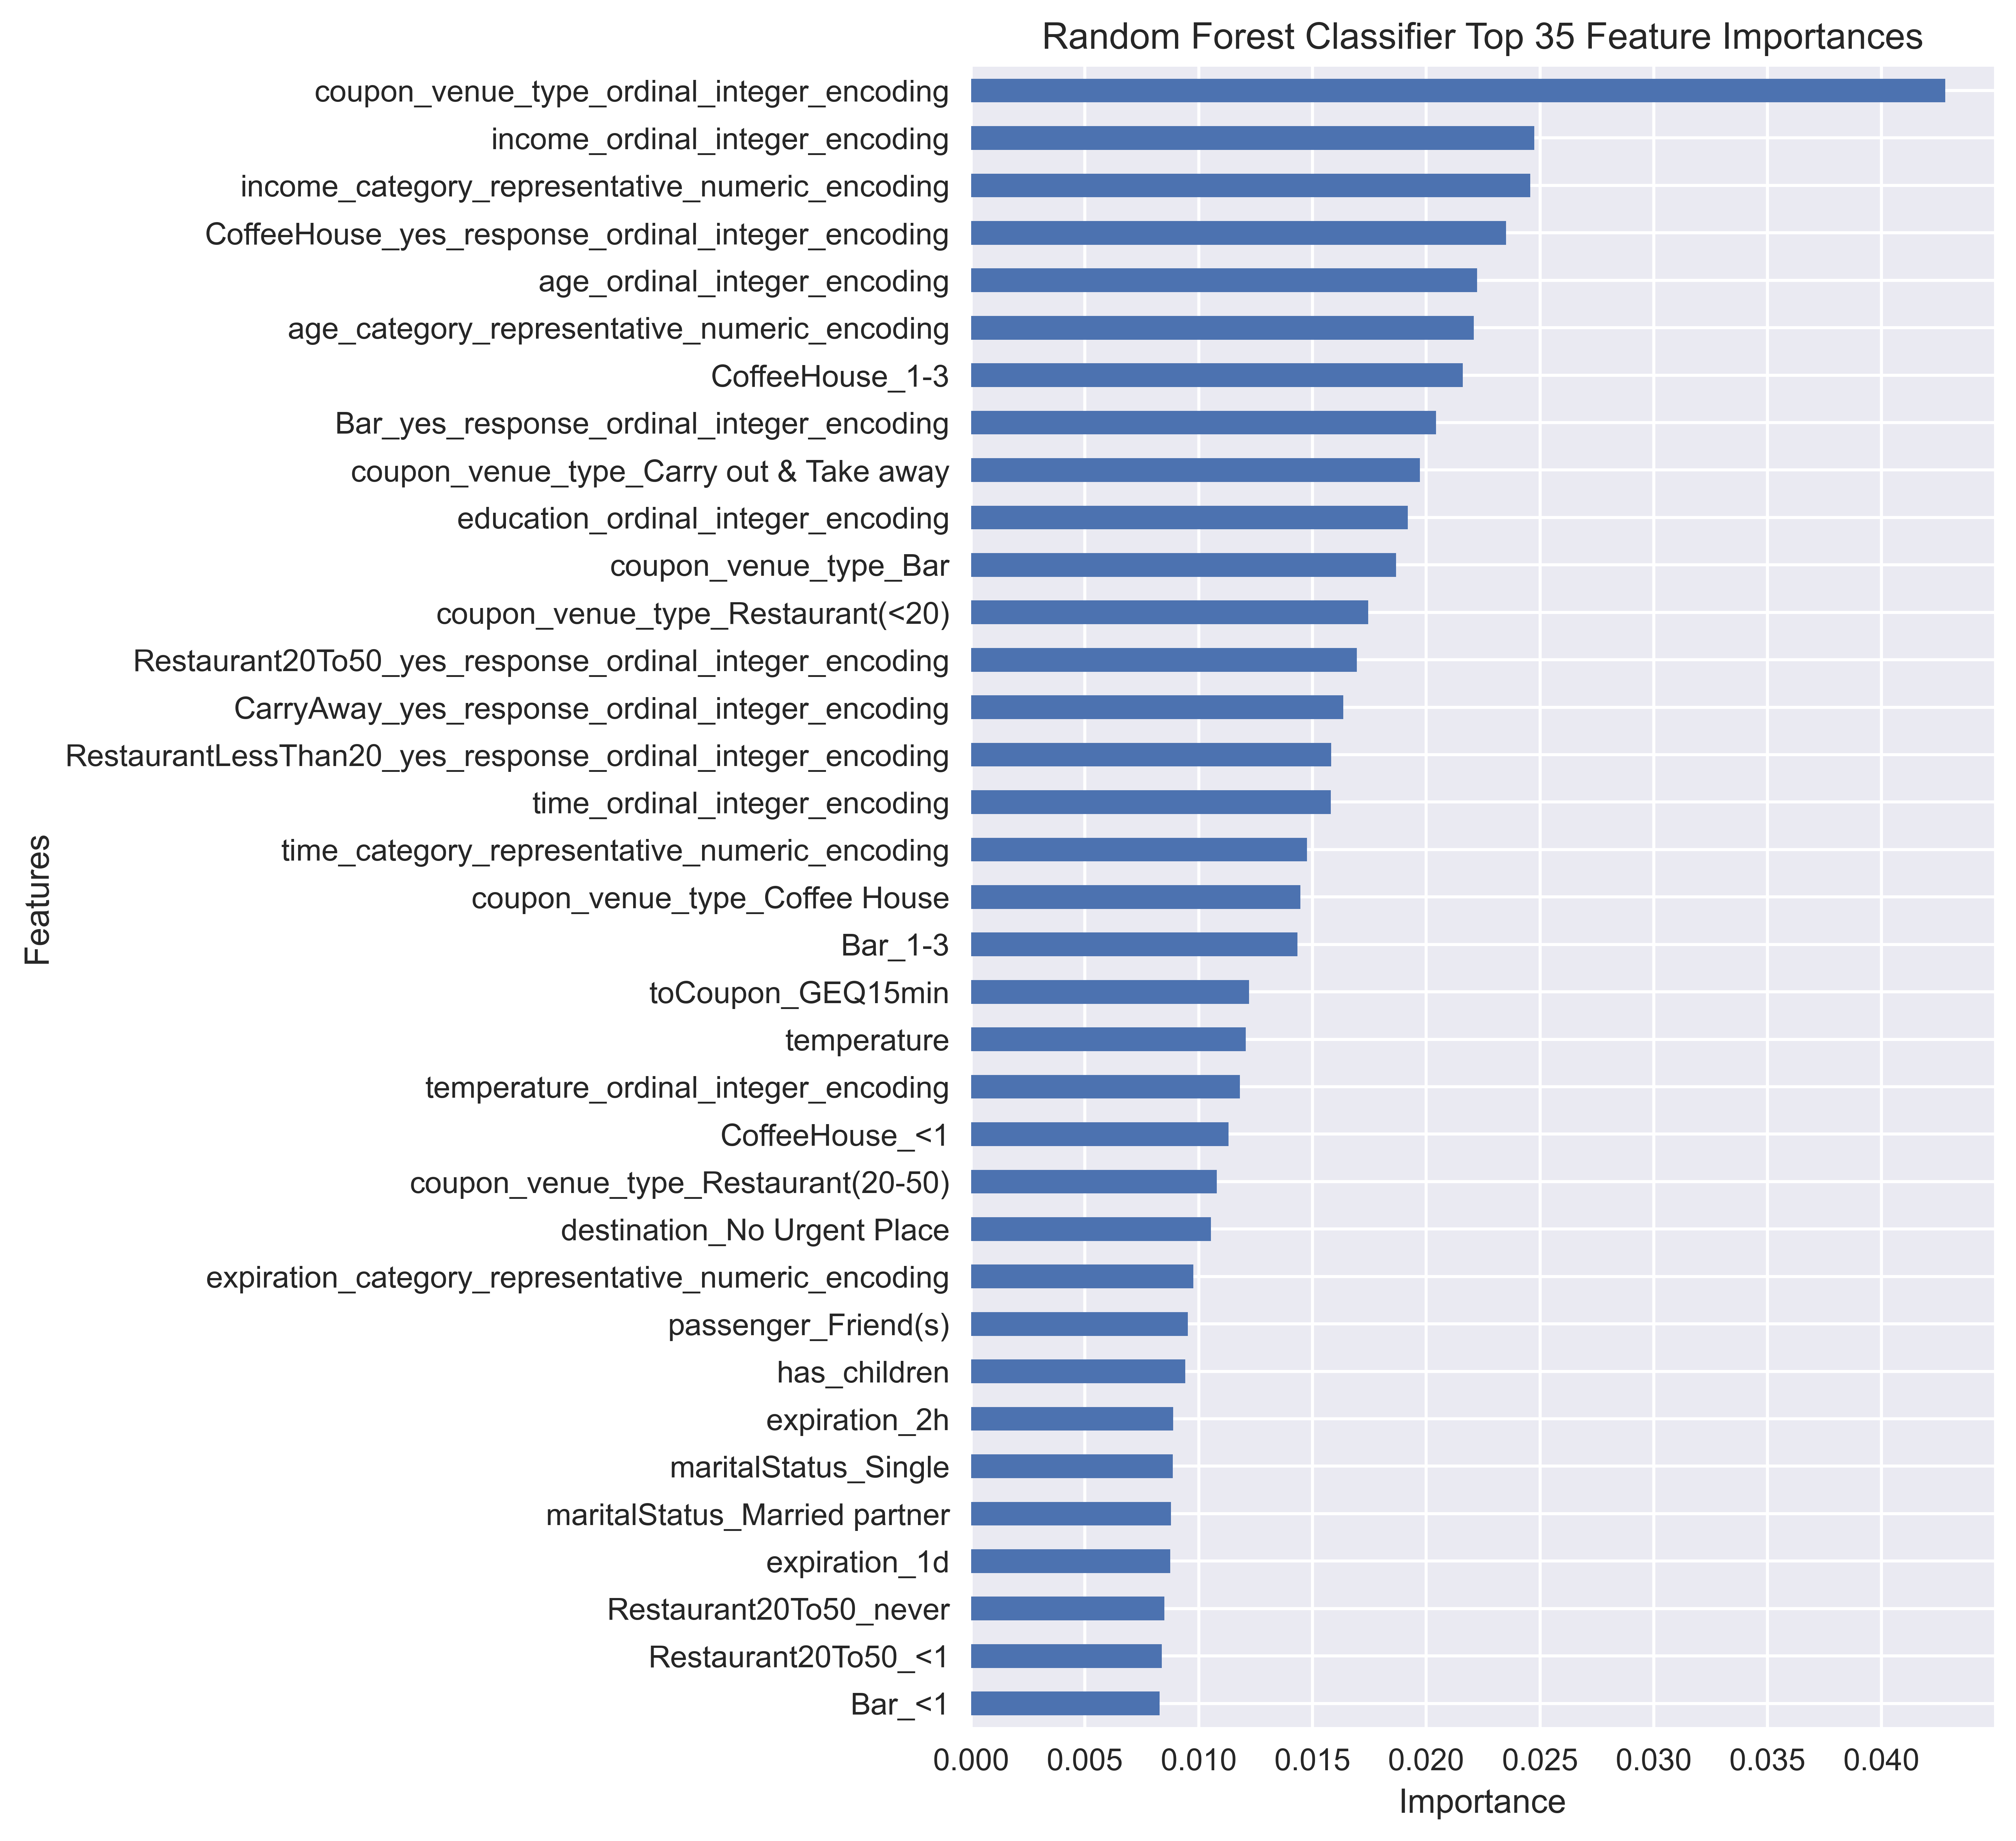 Random Forest Classifier Top 35 Feature Importances
coupon_venue_type_ordinal_integer_encoding
income_ordinal_integer_encoding
income_category_representative_numeric_encoding
CoffeeHouse_yes_response_ordinal_integer_encoding
age_ordinal_integer_encoding
age_category_representative_numeric_encoding
CoffeeHouse_1-3
Bar_yes_response_ordinal_integer_encoding
coupon_venue_type_Carry out & Take away
education_ordinal_integer_encoding
coupon_venue_type_Bar
coupon_venue_type_Restaurant(<20)
Restaurant20To50_yes_response_ordinal_integer_encoding
CarryAway_yes_response_ordinal_integer_encoding
RestaurantLessThan20_yes_response_ordinal_integer_encoding
time_ordinal_integer_encoding
time_category_representative_numeric_encoding
coupon_venue_type_Coffee House
Bar_1-3
toCoupon_GEQ15min
temperature
temperature_ordinal_integer_encoding
CoffeeHouse_<1
coupon_venue_type_Restaurant(20-50)
destination_No Urgent Place
expiration_category_representative_numeric_encoding
passenger_Friend(s)
has_children
expiration_2h
maritalStatus_Single
maritalStatus_Married partner
expiration_1d
Restaurant20To50_never
Restaurant20To50_<1
Bar_<1
Features
0.000 0.005 0.010 0.015 0.020 0.025 0.030 0.035 0.040
Importance